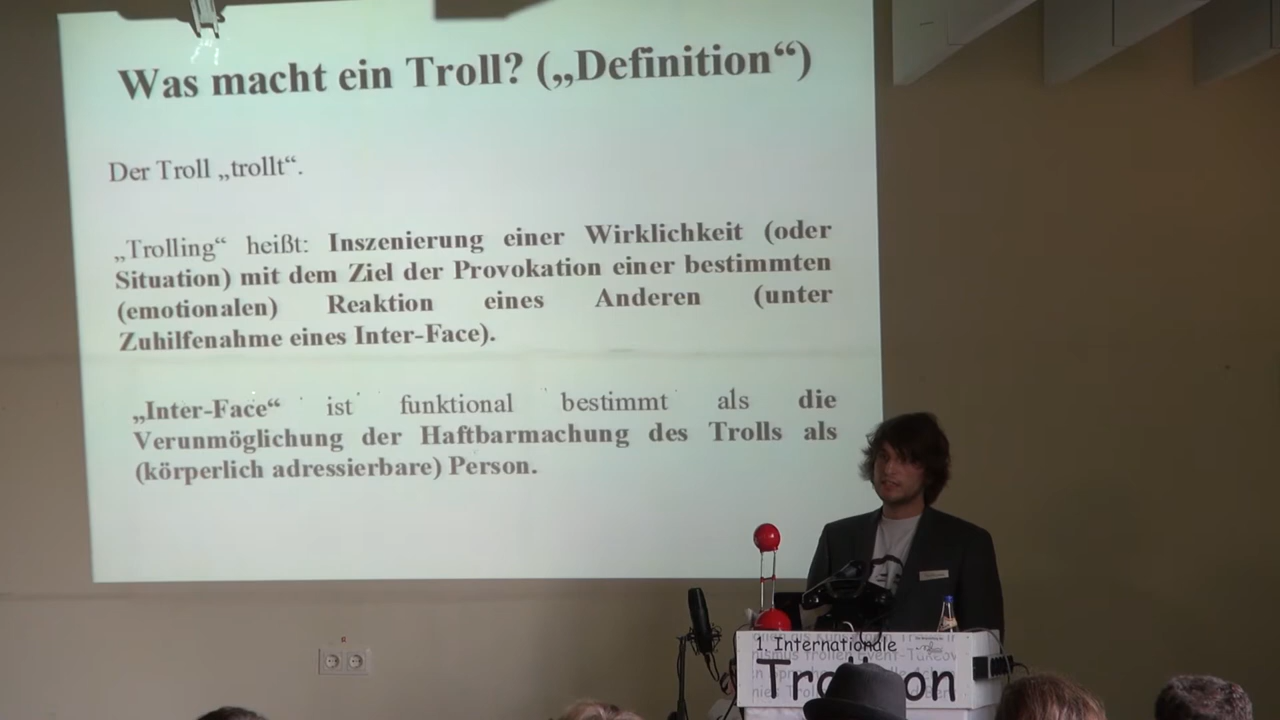 Was macht ein Troll? („Definition“)
Der Troll „trollt“.
„Trolling“ heißt: Inszenierung einer Wirklichkeit (oder
Situation) mit dem Ziel der Provokation einer bestimmten
(emotionalen) Reaktion eines Anderen (unter
Zuhilfenahme eines Inter-Face).
„Inter-Face“ ist funktional bestimmt als die
Verunmöglichung der Haftbarmachung des Trolls als
(körperlich adressierbare) Person.
1. Internationale